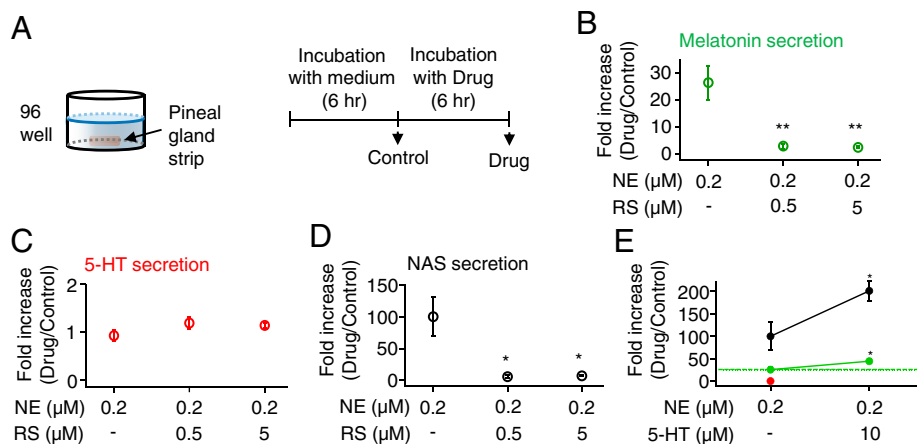 A
96
well
Pineal
gland
strip
Incubation
with medium
(6 hr)
Incubation
with Drug
(6 hr)
Control
Drug
B
Melatonin secretion
Fold increase
(Drug/Control)
30
20
10
0
**
**
NE (μM) 0.2 0.2 0.2
RS (μM) - 0.5 5
C
5-HT secretion
Fold increase
(Drug/Control)
2
1
0
NE (μM) 0.2 0.2 0.2
RS (μM) - 0.5 5
D
NAS secretion
Fold increase
(Drug/Control)
150
100
50
0
*
*
NE (μM) 0.2 0.2 0.2
RS (μM) - 0.5 5
E
Fold increase
(Drug/Control)
200
150
100
50
0
*
*
NE (μM) 0.2 0.2
5-HT (μM) - 10